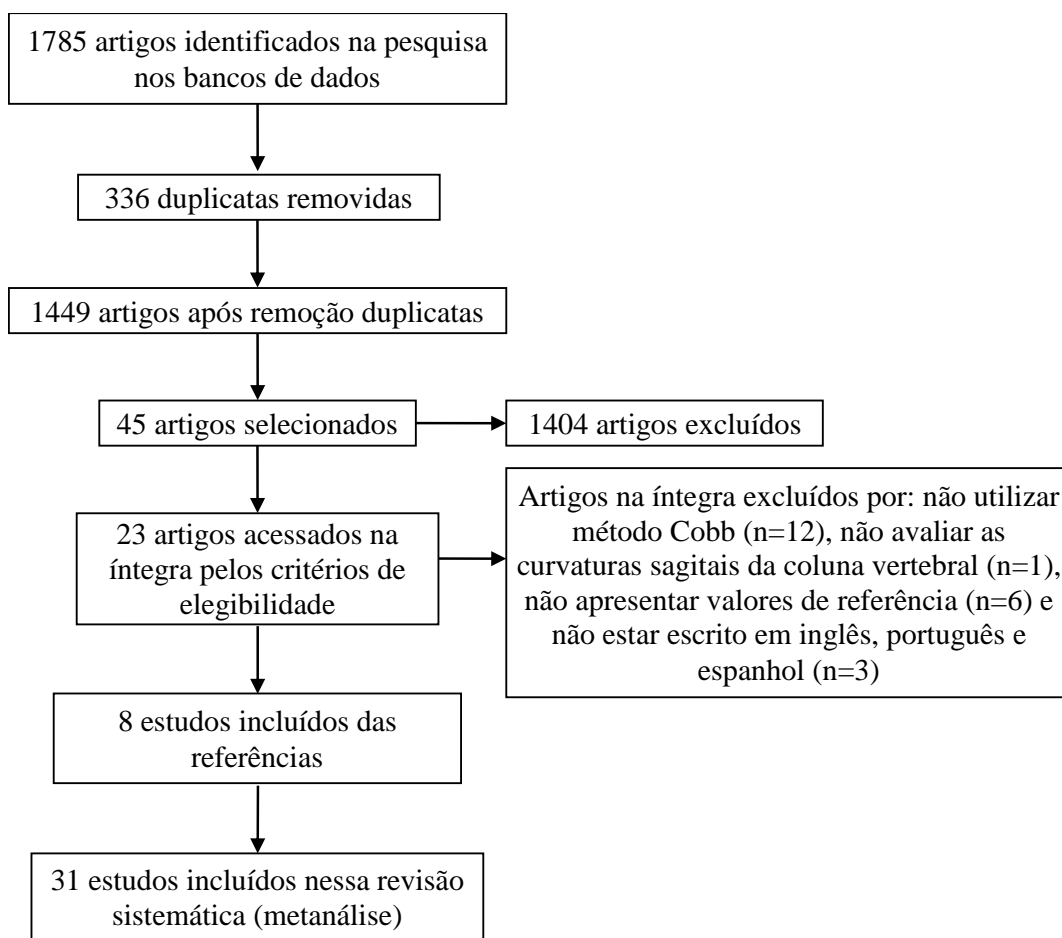 1785 artigos identificados na pesquisa
nos bancos de dados
336 duplicatas removidas
1449 artigos após remoção duplicatas
45 artigos selecionados
1404 artigos excluídos
23 artigos acessados na
íntegra pelos critérios de
elegibilidade
Artigos na íntegra excluídos por: não utilizar
método Cobb (n=12), não avaliar as
curvaturas sagitais da coluna vertebral (n=1),
não apresentar valores de referência (n=6) e
não estar escrito em inglês, português e
espanhol (n=3)
8 estudos incluídos das
referências
31 estudos incluídos nessa revisão
sistemática (metanálise)